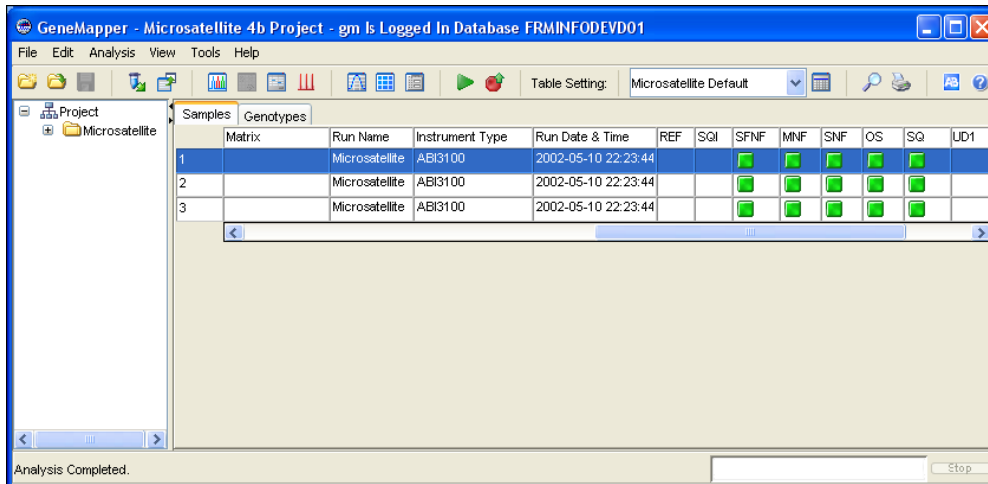 GeneMapper - Microsatellite 4b Project - gm Is Logged In Database FRMINFODEVD01
File Edit Analysis View Tools Help
Table Setting: Microsatellite Default
Project
Microsatellite
Samples Genotypes
Matrix Run Name Instrument Type Run Date & Time REF SQI SFNF MNF SNF OS SQ UD1
1 Microsatellite ABI3100 2002-05-10 22:23:44
2 Microsatellite ABI3100 2002-05-10 22:23:44
3 Microsatellite ABI3100 2002-05-10 22:23:44
Analysis Completed.
Stop